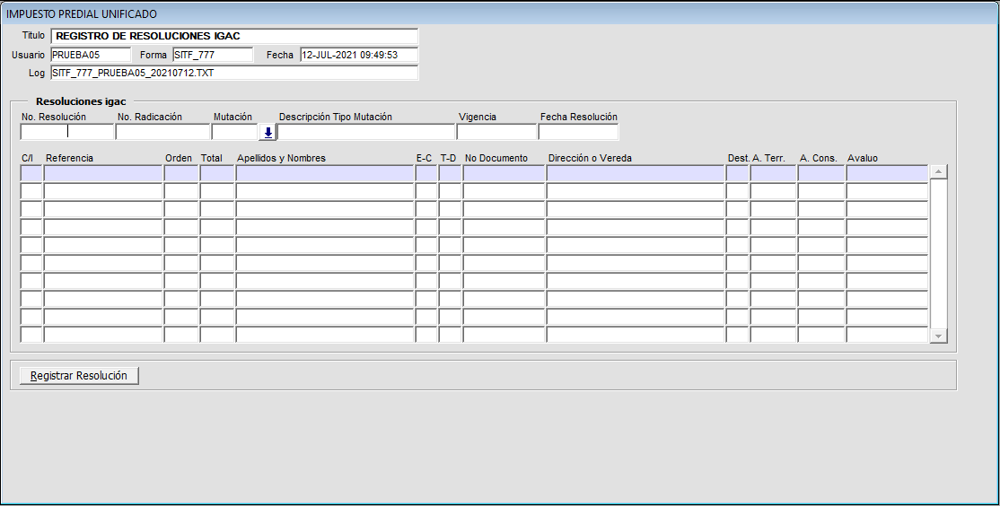 IMPUESTO PREDIAL UNIFICADO
Titulo REGISTRO DE RESOLUCIONES IGAC
Usuario PRUEBA05 Forma SITF_777 Fecha 12-JUL-2021 09:49:53
Log SITF_777_PRUEBA05_20210712.TXT
Resoluciones igac
No. Resolución No. Radicación Mutación Descripción Tipo Mutación Vigencia Fecha Resolución
C/I Referencia Orden Total Apellidos y Nombres E-C T-D No Documento Dirección o Vereda Dest. A. Terr. A. Cons. Avaluo
Registrar Resolución